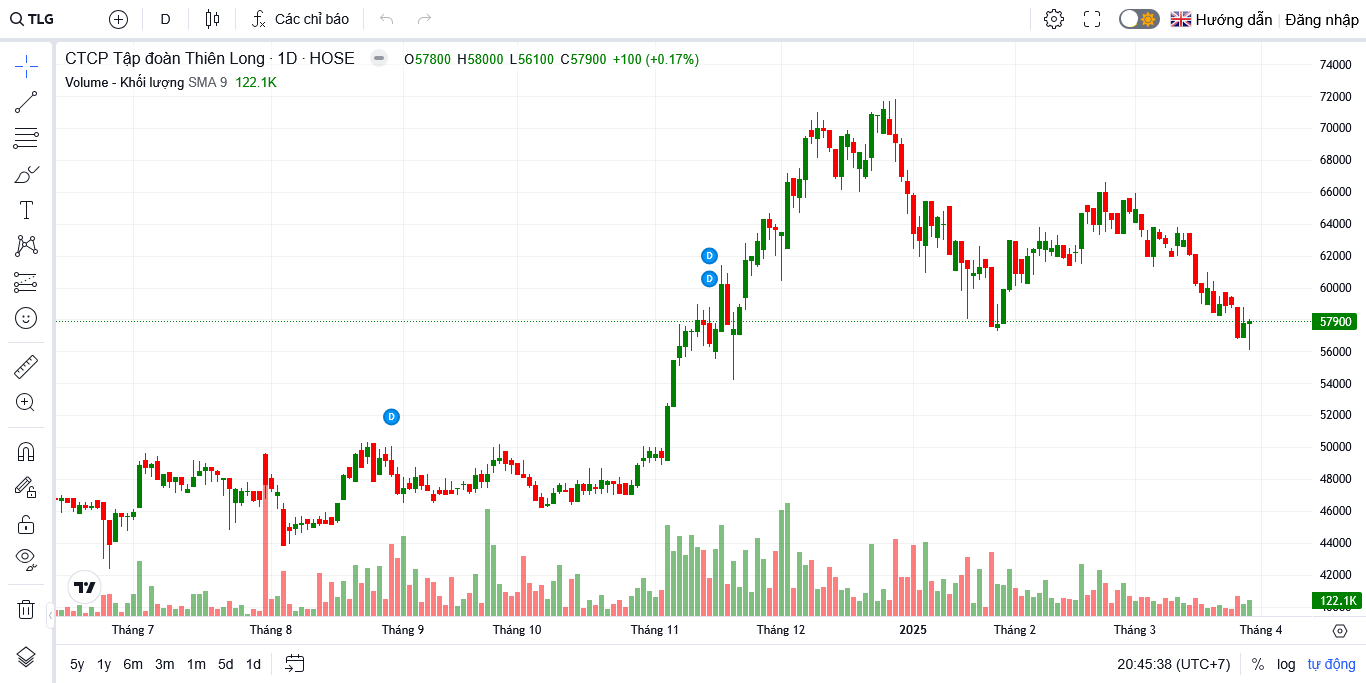 TLG D Các chỉ báo Hướng dẫn Đăng nhập
CTCP Tập đoàn Thiên Long · 1D · HOSE O57800 H58000 L56100 C57900 +100 (+0.17%)
Volume - Khối lượng SMA 9 122.1K
74000
72000
70000
68000
66000
64000
62000
D
D
60000
57900
56000
54000
52000
D
50000
48000
46000
44000
42000
122.1K
Tháng 7 Tháng 8 Tháng 9 Tháng 10 Tháng 11 Tháng 12 2025 Tháng 2 Tháng 3 Tháng 4
5y 1y 6m 3m 1m 5d 1d 20:45:38 (UTC+7) % log tự động